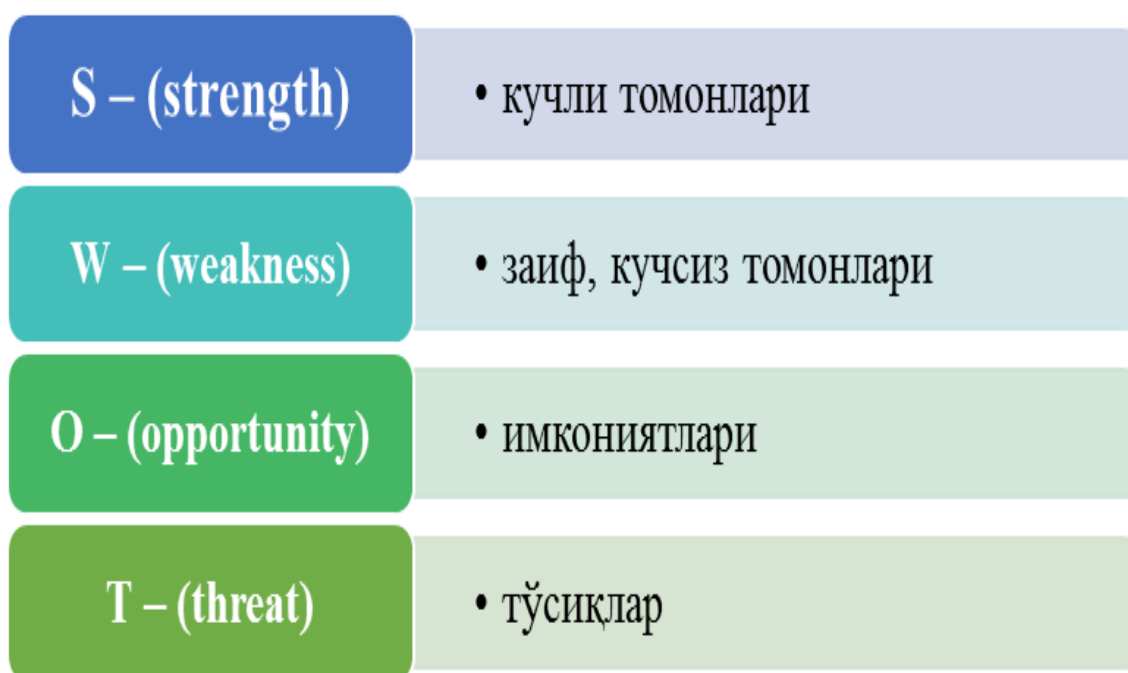 S – (strength)
• кучли томонлари
W – (weakness)
• заиф, кучсиз томонлари
O – (opportunity)
• имкониятлари
T – (threat)
• тўсиқлар